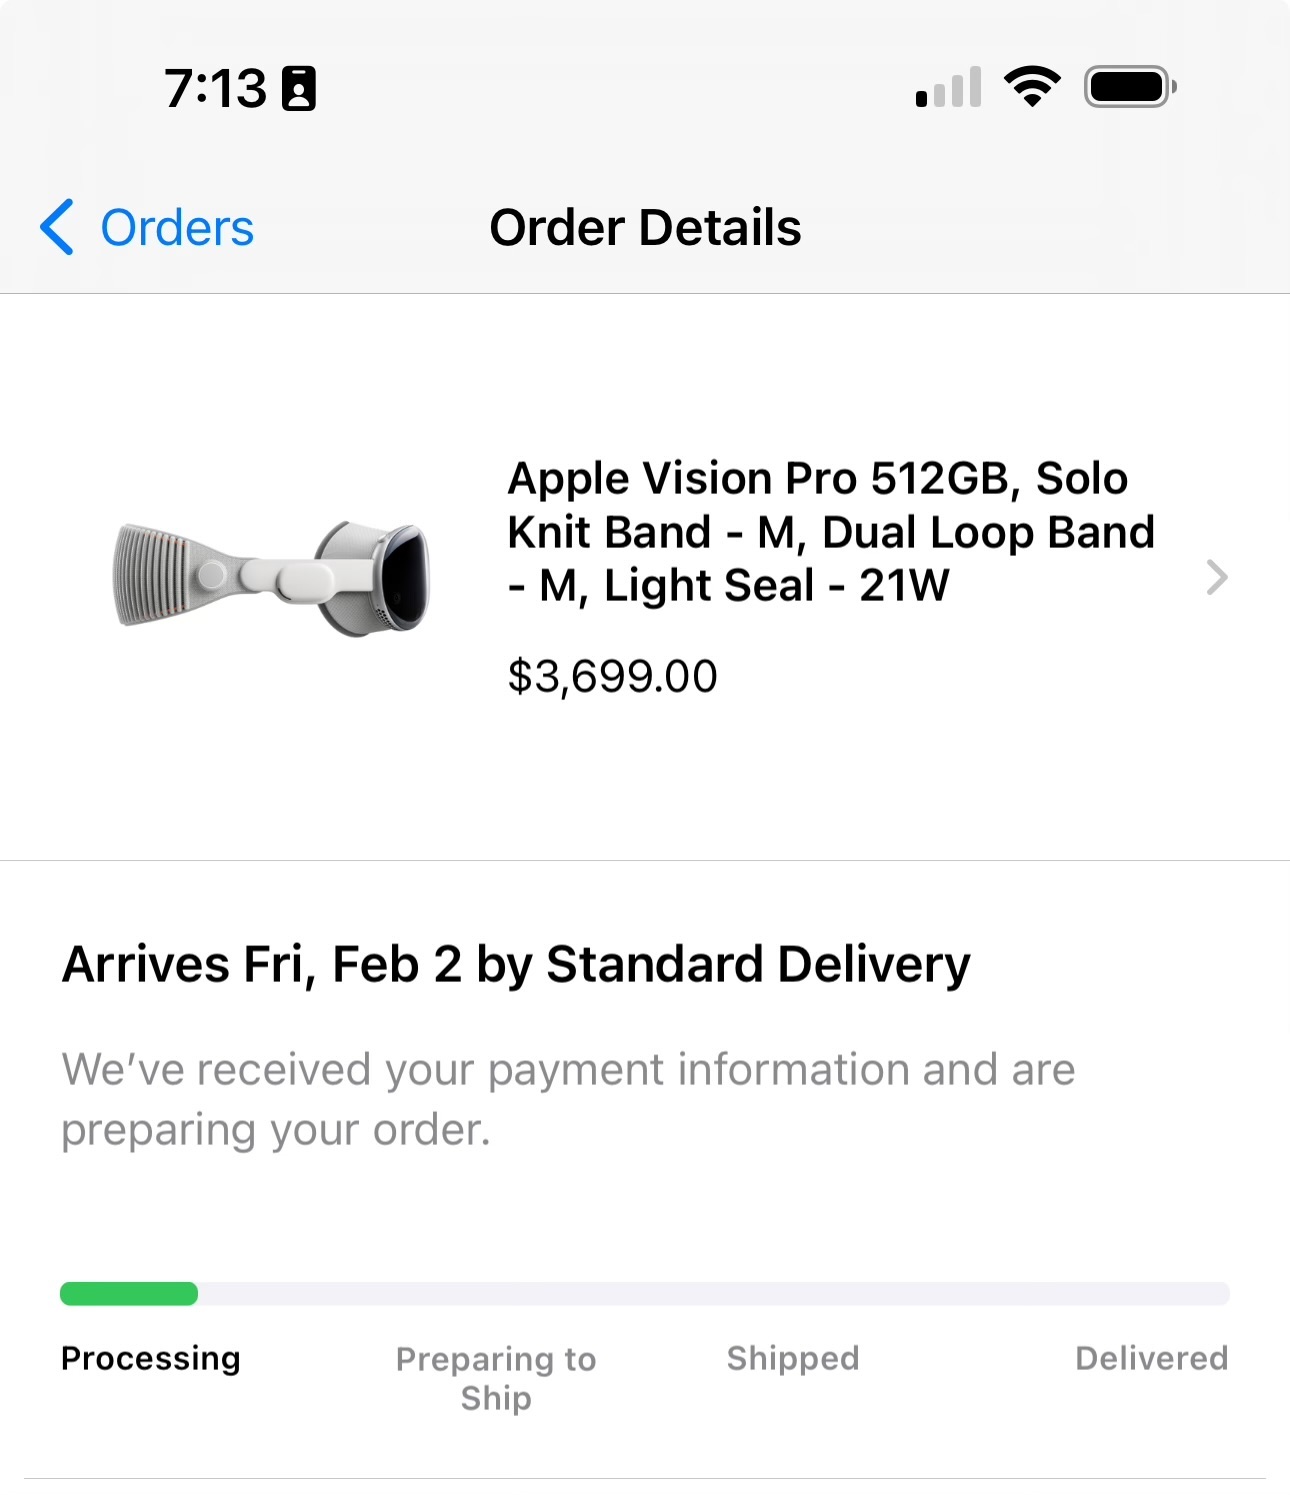 7:13
Orders
Order Details
Apple Vision Pro 512GB, Solo
Knit Band - M, Dual Loop Band
- M, Light Seal - 21W
$3,699.00
Arrives Fri, Feb 2 by Standard Delivery
We’ve received your payment information and are
preparing your order.
Processing
Preparing to
Ship
Shipped
Delivered